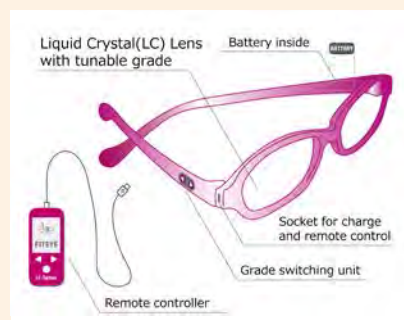 Liquid Crystal(LC) Lens
with tunable grade
Battery inside
BATTERY
Socket for charge
and remote control
Grade switching unit
Remote controller